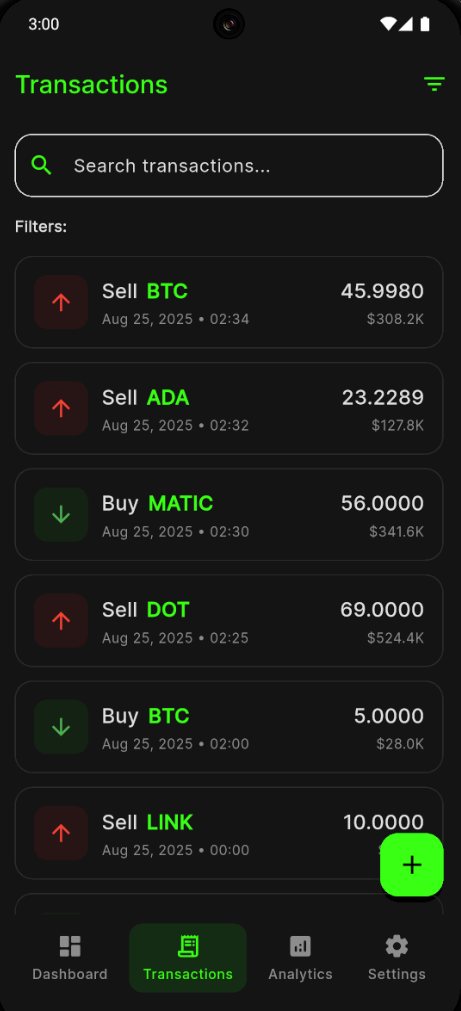 3:00
Transactions
Search transactions...
Filters:
Sell BTC 45.9980
Aug 25, 2025 • 02:34 $308.2K
Sell ADA 23.2289
Aug 25, 2025 • 02:32 $127.8K
Buy MATIC 56.0000
Aug 25, 2025 • 02:30 $341.6K
Sell DOT 69.0000
Aug 25, 2025 • 02:25 $524.4K
Buy BTC 5.0000
Aug 25, 2025 • 02:00 $28.0K
Sell LINK 10.0000
Aug 25, 2025 • 00:00
Dashboard Transactions Analytics Settings